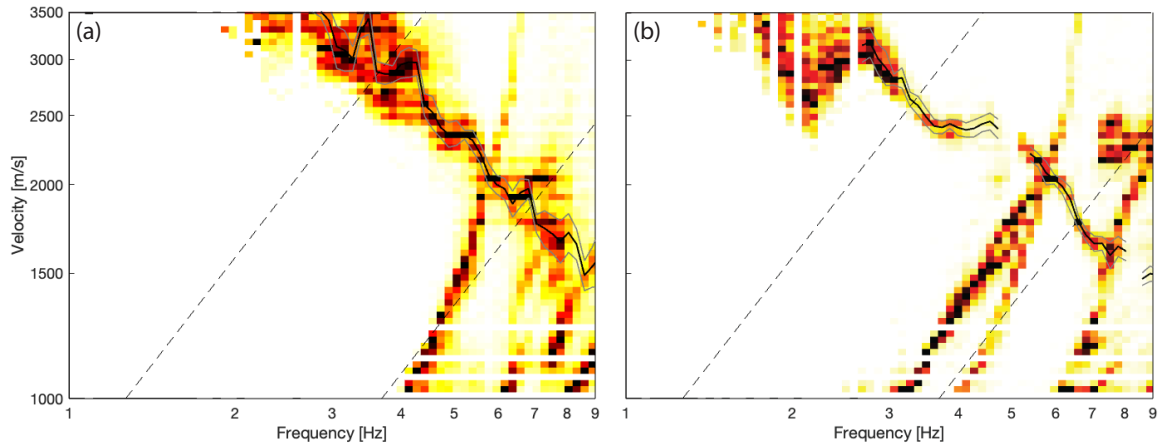 (a)
(b)
3500
3000
2500
2000
1500
1000
Velocity [m/s]
1 2 3 4 5 6 7 8 9
1 2 3 4 5 6 7 8 9
Frequency [Hz]
Frequency [Hz]